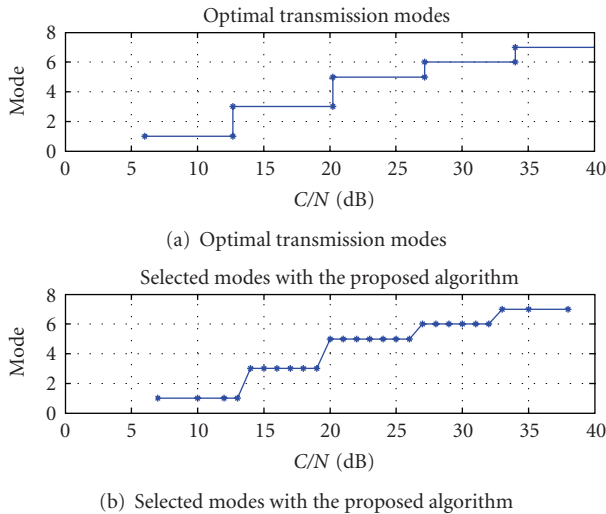 Optimal transmission modes
8
6
4
2
0
Mode
0 5 10 15 20 25 30 35 40
C/N (dB)
(a) Optimal transmission modes
Selected modes with the proposed algorithm
8
6
4
2
0
Mode
0 5 10 15 20 25 30 35 40
C/N (dB)
(b) Selected modes with the proposed algorithm